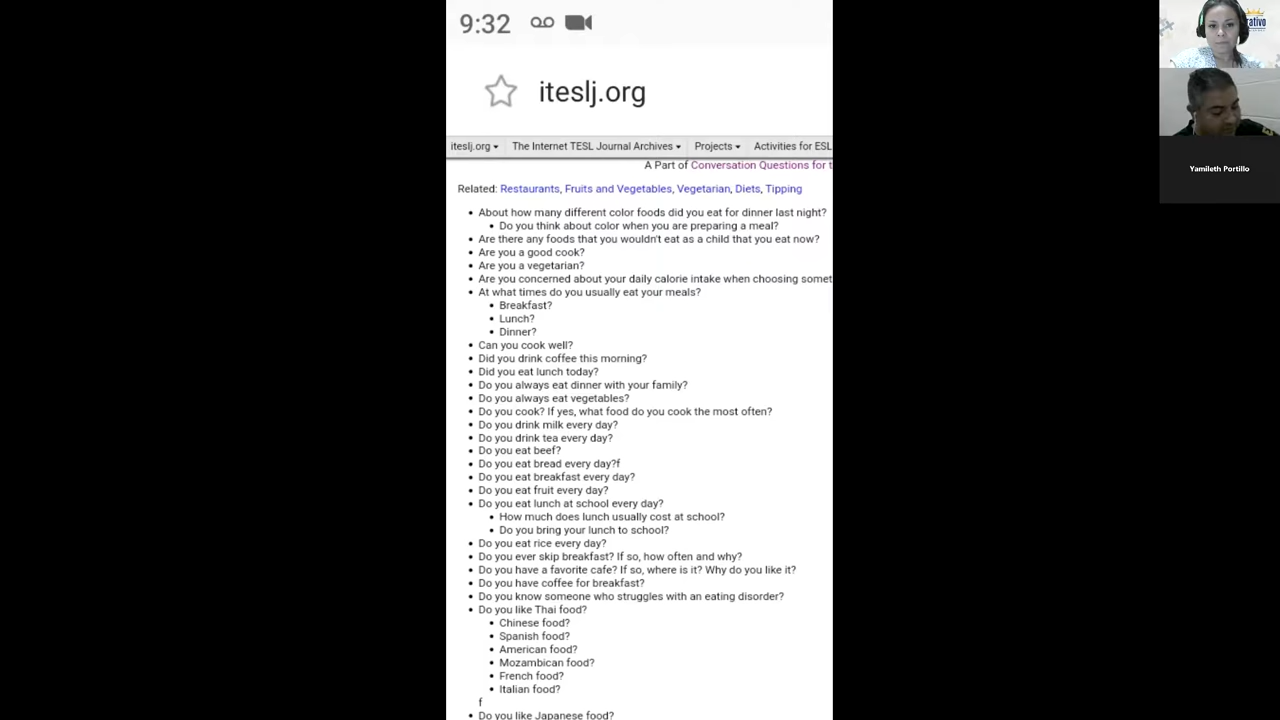 9:32
iteslj.org
iteslj.org ▾ The Internet TESL Journal Archives ▾ Projects ▾ Activities for ESL
A Part of Conversation Questions for t
Related: Restaurants, Fruits and Vegetables, Vegetarian, Diets, Tipping
• About how many different color foods did you eat for dinner last night?
• Do you think about color when you are preparing a meal?
• Are there any foods that you wouldn't eat as a child that you eat now?
• Are you a good cook?
• Are you a vegetarian?
• Are you concerned about your daily calorie intake when choosing somet
• At what times do you usually eat your meals?
• Breakfast?
• Lunch?
• Dinner?
• Can you cook well?
• Did you drink coffee this morning?
• Did you eat lunch today?
• Do you always eat dinner with your family?
• Do you always eat vegetables?
• Do you cook? If yes, what food do you cook the most often?
• Do you drink milk every day?
• Do you drink tea every day?
• Do you eat beef?
• Do you eat bread every day?f
• Do you eat breakfast every day?
• Do you eat fruit every day?
• Do you eat lunch at school every day?
• How much does lunch usually cost at school?
• Do you bring your lunch to school?
• Do you eat rice every day?
• Do you ever skip breakfast? If so, how often and why?
• Do you have a favorite cafe? If so, where is it? Why do you like it?
• Do you have coffee for breakfast?
• Do you know someone who struggles with an eating disorder?
• Do you like Thai food?
• Chinese food?
• Spanish food?
• American food?
• Mozambican food?
• French food?
• Italian food?
f
• Do you like Japanese food?
rativo
Yamileth Portillo